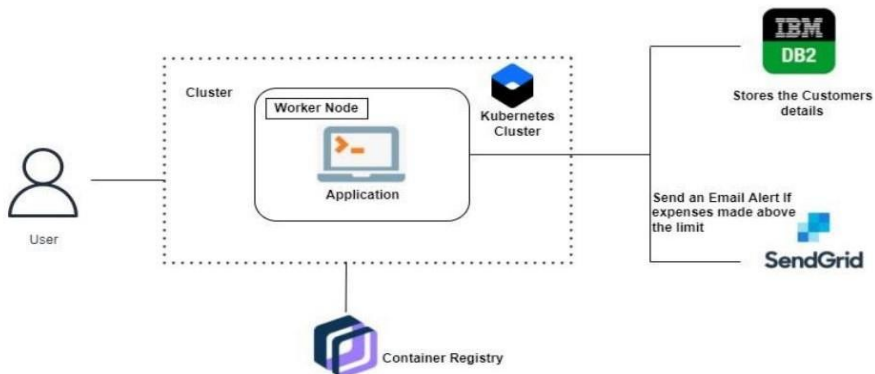 IBM
DB2
Stores the Customers
details
Cluster
Worker Node
Kubernetes
Cluster
Application
User
Send an Email Alert If
expenses made above
the limit
SendGrid
Container Registry